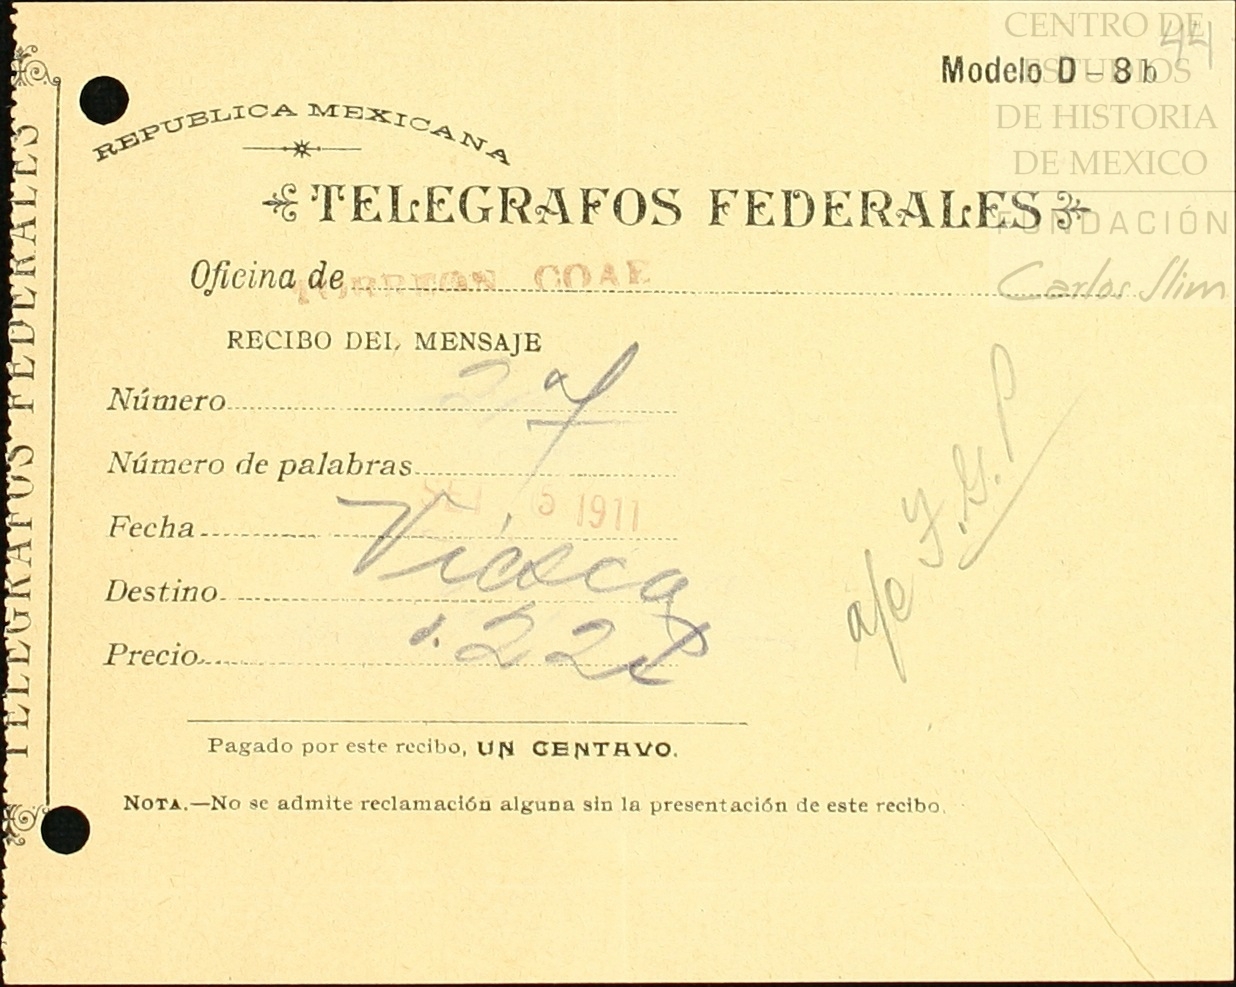 CENTRO DE
ESTUDIOS
DE HISTORIA
DE MEXICO
FUNDACIÓN
Carlos Slim
44
Modelo D - 8 b
REPUBLICA MEXICANA
TELEGRAFOS FEDERALES
TELEGRAFOS FEDERALES
Oficina de TORREON COAH
RECIBO DEL MENSAJE
Número 27
Número de palabras
Fecha SET 5 1911
Destino Viesca
Precio .22
a/c F.G.P
Pagado por este recibo, UN CENTAVO.
NOTA.—No se admite reclamación alguna sin la presentación de este recibo.